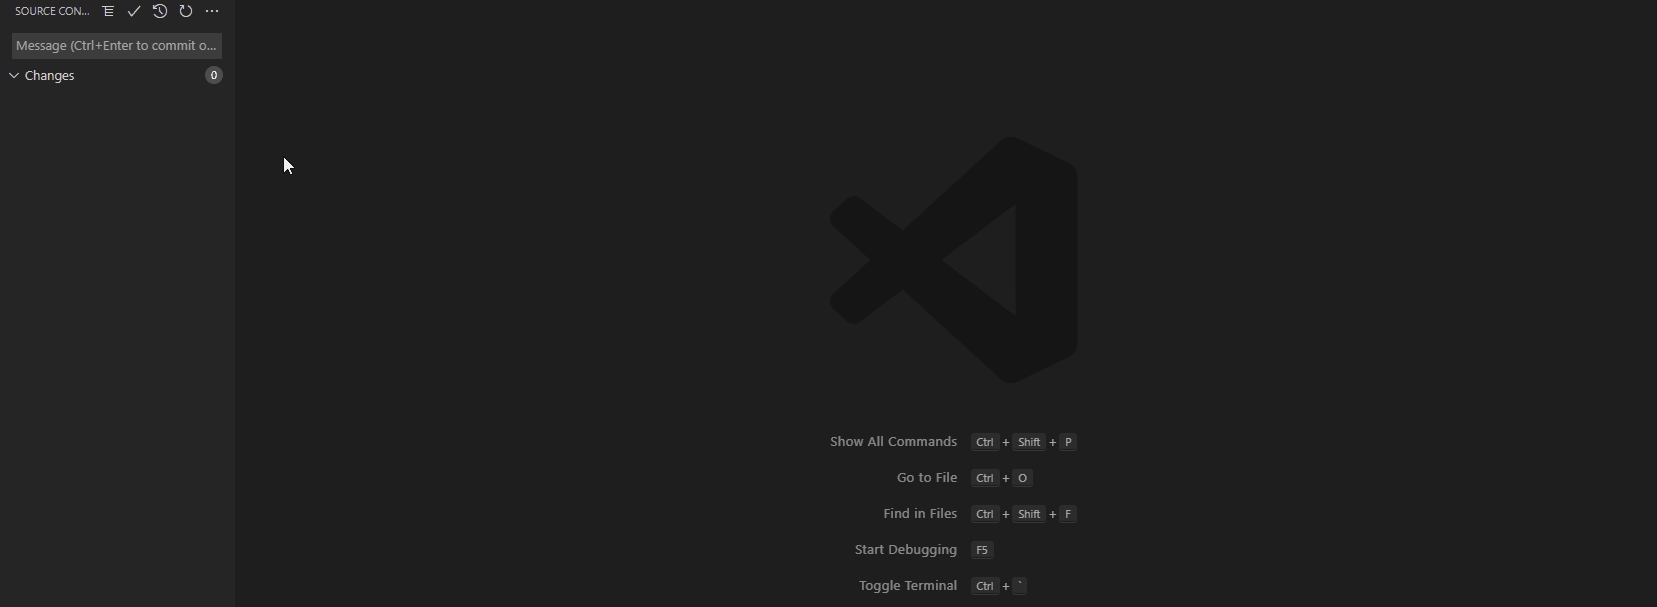 SOURCE CON...
Message (Ctrl+Enter to commit o...
Changes 0
Show All Commands Ctrl + Shift + P
Go to File Ctrl + O
Find in Files Ctrl + Shift + F
Start Debugging F5
Toggle Terminal Ctrl + `